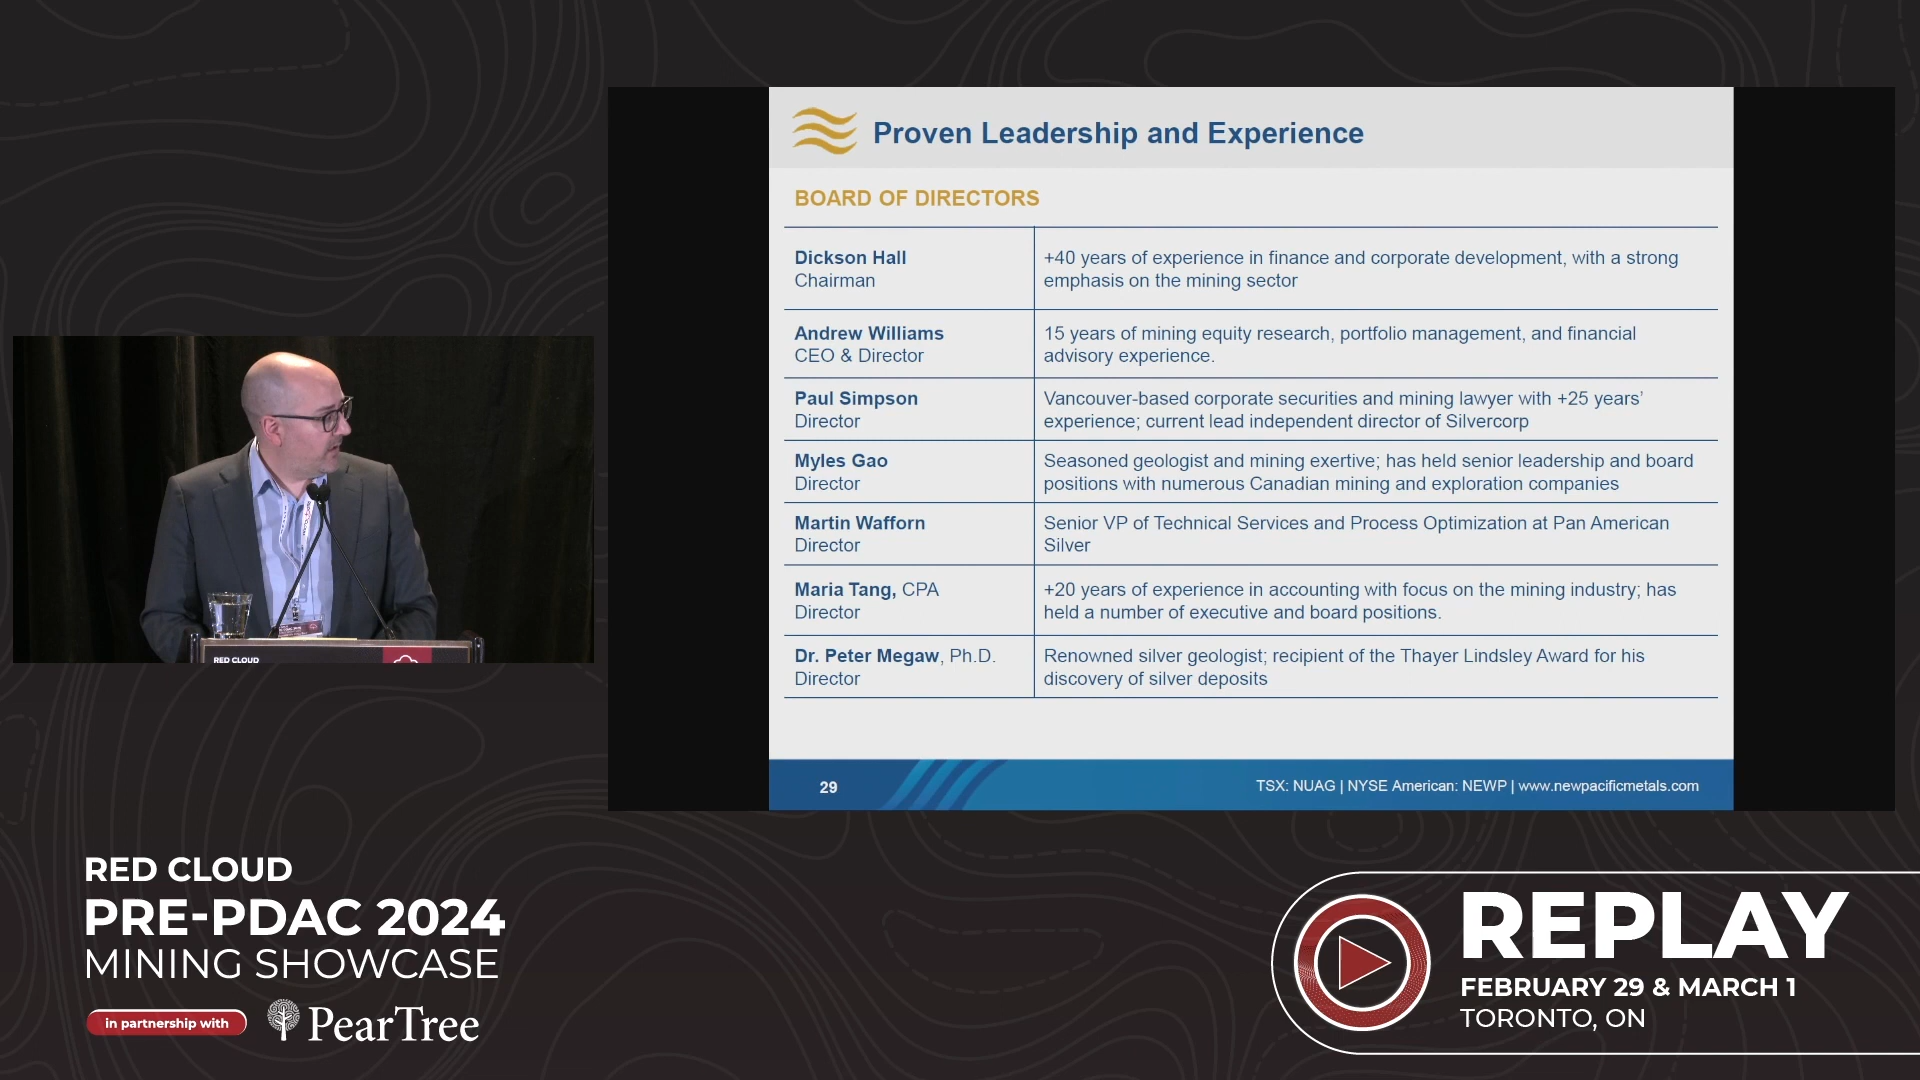 Proven Leadership and Experience
BOARD OF DIRECTORS
Dickson Hall
Chairman
+40 years of experience in finance and corporate development, with a strong
emphasis on the mining sector
Andrew Williams
CEO & Director
15 years of mining equity research, portfolio management, and financial
advisory experience.
Paul Simpson
Director
Vancouver-based corporate securities and mining lawyer with +25 years’
experience; current lead independent director of Silvercorp
Myles Gao
Director
Seasoned geologist and mining exertive; has held senior leadership and board
positions with numerous Canadian mining and exploration companies
Martin Wafforn
Director
Senior VP of Technical Services and Process Optimization at Pan American
Silver
Maria Tang, CPA
Director
+20 years of experience in accounting with focus on the mining industry; has
held a number of executive and board positions.
Dr. Peter Megaw, Ph.D.
Director
Renowned silver geologist; recipient of the Thayer Lindsley Award for his
discovery of silver deposits
29
TSX: NUAG | NYSE American: NEWP | www.newpacificmetals.com
RED CLOUD
RED CLOUD
PRE-PDAC 2024
MINING SHOWCASE
in partnership with
PearTree
REPLAY
FEBRUARY 29 & MARCH 1
TORONTO, ON